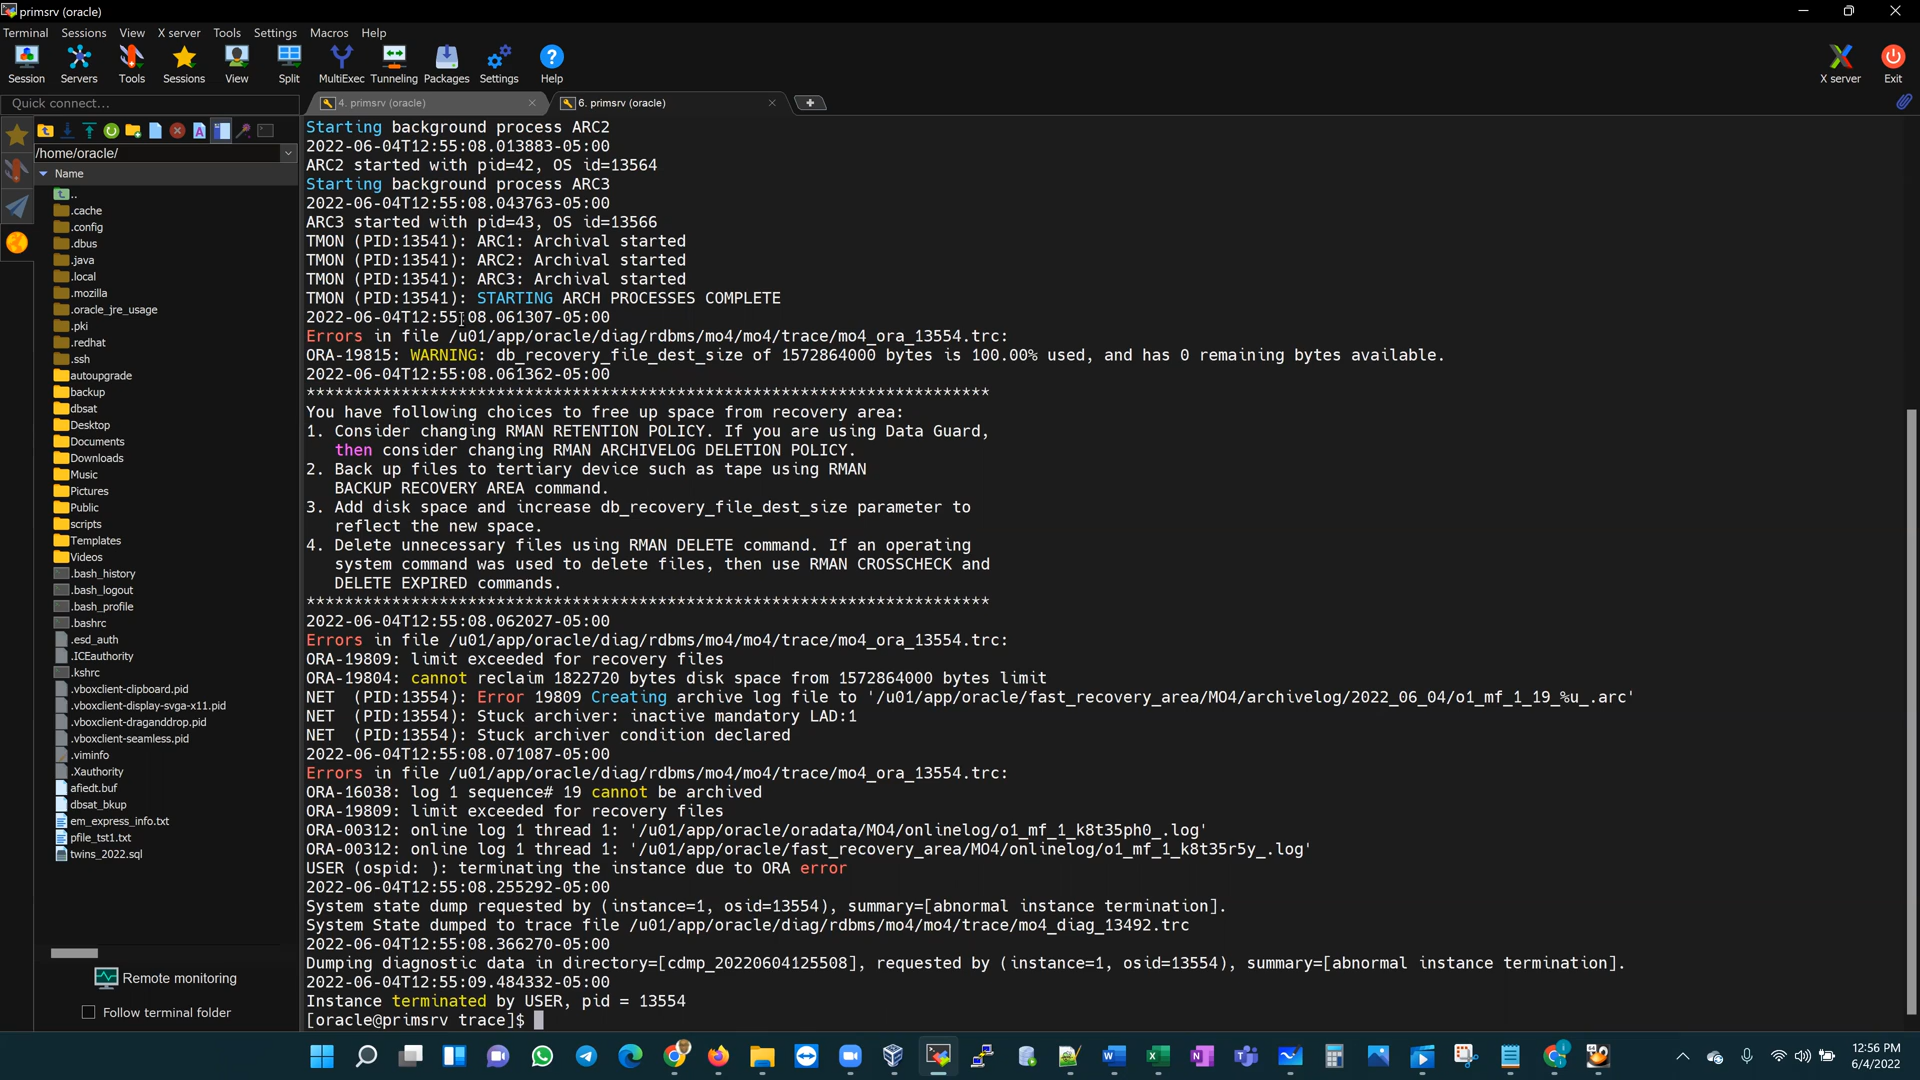 primsrv (oracle)
Terminal Sessions View X server Tools Settings Macros Help
Session Servers Tools Sessions View Split MultiExec Tunneling Packages Settings Help X server Exit
Quick connect...
4. primsrv (oracle)
6. primsrv (oracle)
/home/oracle/
Name
..
.cache
.config
.dbus
.java
.local
.mozilla
.oracle_jre_usage
.pki
.redhat
.ssh
autoupgrade
backup
dbsat
Desktop
Documents
Downloads
Music
Pictures
Public
scripts
Templates
Videos
.bash_history
.bash_logout
.bash_profile
.bashrc
.esd_auth
.ICEauthority
.kshrc
.vboxclient-clipboard.pid
.vboxclient-display-svga-x11.pid
.vboxclient-draganddrop.pid
.vboxclient-seamless.pid
.viminfo
.Xauthority
afiedt.buf
dbsat_bkup
em_express_info.txt
pfile_tst1.txt
twins_2022.sql
Remote monitoring
Follow terminal folder
Starting background process ARC2
2022-06-04T12:55:08.013883-05:00
ARC2 started with pid=42, OS id=13564
Starting background process ARC3
2022-06-04T12:55:08.043763-05:00
ARC3 started with pid=43, OS id=13566
TMON (PID:13541): ARC1: Archival started
TMON (PID:13541): ARC2: Archival started
TMON (PID:13541): ARC3: Archival started
TMON (PID:13541): STARTING ARCH PROCESSES COMPLETE
2022-06-04T12:55:08.061307-05:00
Errors in file /u01/app/oracle/diag/rdbms/mo4/mo4/trace/mo4_ora_13554.trc:
ORA-19815: WARNING: db_recovery_file_dest_size of 1572864000 bytes is 100.00% used, and has 0 remaining bytes available.
2022-06-04T12:55:08.061362-05:00
************************************************************************
You have following choices to free up space from recovery area:
1. Consider changing RMAN RETENTION POLICY. If you are using Data Guard,
then consider changing RMAN ARCHIVELOG DELETION POLICY.
2. Back up files to tertiary device such as tape using RMAN
BACKUP RECOVERY AREA command.
3. Add disk space and increase db_recovery_file_dest_size parameter to
reflect the new space.
4. Delete unnecessary files using RMAN DELETE command. If an operating
system command was used to delete files, then use RMAN CROSSCHECK and
DELETE EXPIRED commands.
************************************************************************
2022-06-04T12:55:08.062027-05:00
Errors in file /u01/app/oracle/diag/rdbms/mo4/mo4/trace/mo4_ora_13554.trc:
ORA-19809: limit exceeded for recovery files
ORA-19804: cannot reclaim 1822720 bytes disk space from 1572864000 bytes limit
NET (PID:13554): Error 19809 Creating archive log file to '/u01/app/oracle/fast_recovery_area/MO4/archivelog/2022_06_04/o1_mf_1_19_%u_.arc'
NET (PID:13554): Stuck archiver: inactive mandatory LAD:1
NET (PID:13554): Stuck archiver condition declared
2022-06-04T12:55:08.071087-05:00
Errors in file /u01/app/oracle/diag/rdbms/mo4/mo4/trace/mo4_ora_13554.trc:
ORA-16038: log 1 sequence# 19 cannot be archived
ORA-19809: limit exceeded for recovery files
ORA-00312: online log 1 thread 1: '/u01/app/oracle/oradata/MO4/onlinelog/o1_mf_1_k8t35ph0_.log'
ORA-00312: online log 1 thread 1: '/u01/app/oracle/fast_recovery_area/MO4/onlinelog/o1_mf_1_k8t35r5y_.log'
USER (ospid: ): terminating the instance due to ORA error
2022-06-04T12:55:08.255292-05:00
System state dump requested by (instance=1, osid=13554), summary=[abnormal instance termination].
System State dumped to trace file /u01/app/oracle/diag/rdbms/mo4/mo4/trace/mo4_diag_13492.trc
2022-06-04T12:55:08.366270-05:00
Dumping diagnostic data in directory=[cdmp_20220604125508], requested by (instance=1, osid=13554), summary=[abnormal instance termination].
2022-06-04T12:55:09.484332-05:00
Instance terminated by USER, pid = 13554
[oracle@primsrv trace]$
12:56 PM
6/4/2022